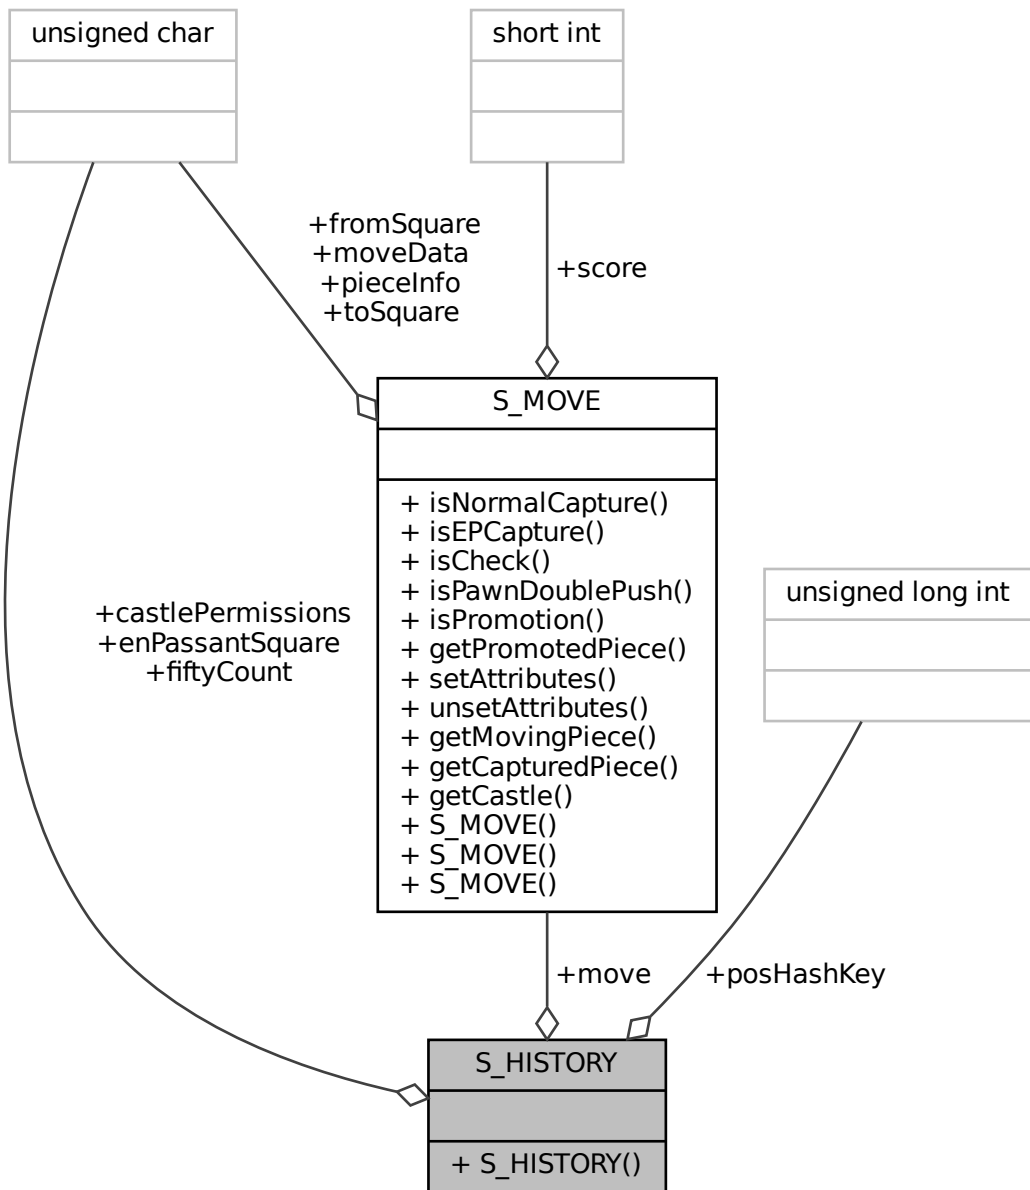 unsigned char
short int
+fromSquare
+moveData
+pieceInfo
+toSquare
+score
S_MOVE
+ isNormalCapture()
+ isEPCapture()
+ isCheck()
+ isPawnDoublePush()
+ isPromotion()
+ getPromotedPiece()
+ setAttributes()
+ unsetAttributes()
+ getMovingPiece()
+ getCapturedPiece()
+ getCastle()
+ S_MOVE()
+ S_MOVE()
+ S_MOVE()
unsigned long int
+castlePermissions
+enPassantSquare
+fiftyCount
+move
+posHashKey
S_HISTORY
+ S_HISTORY()